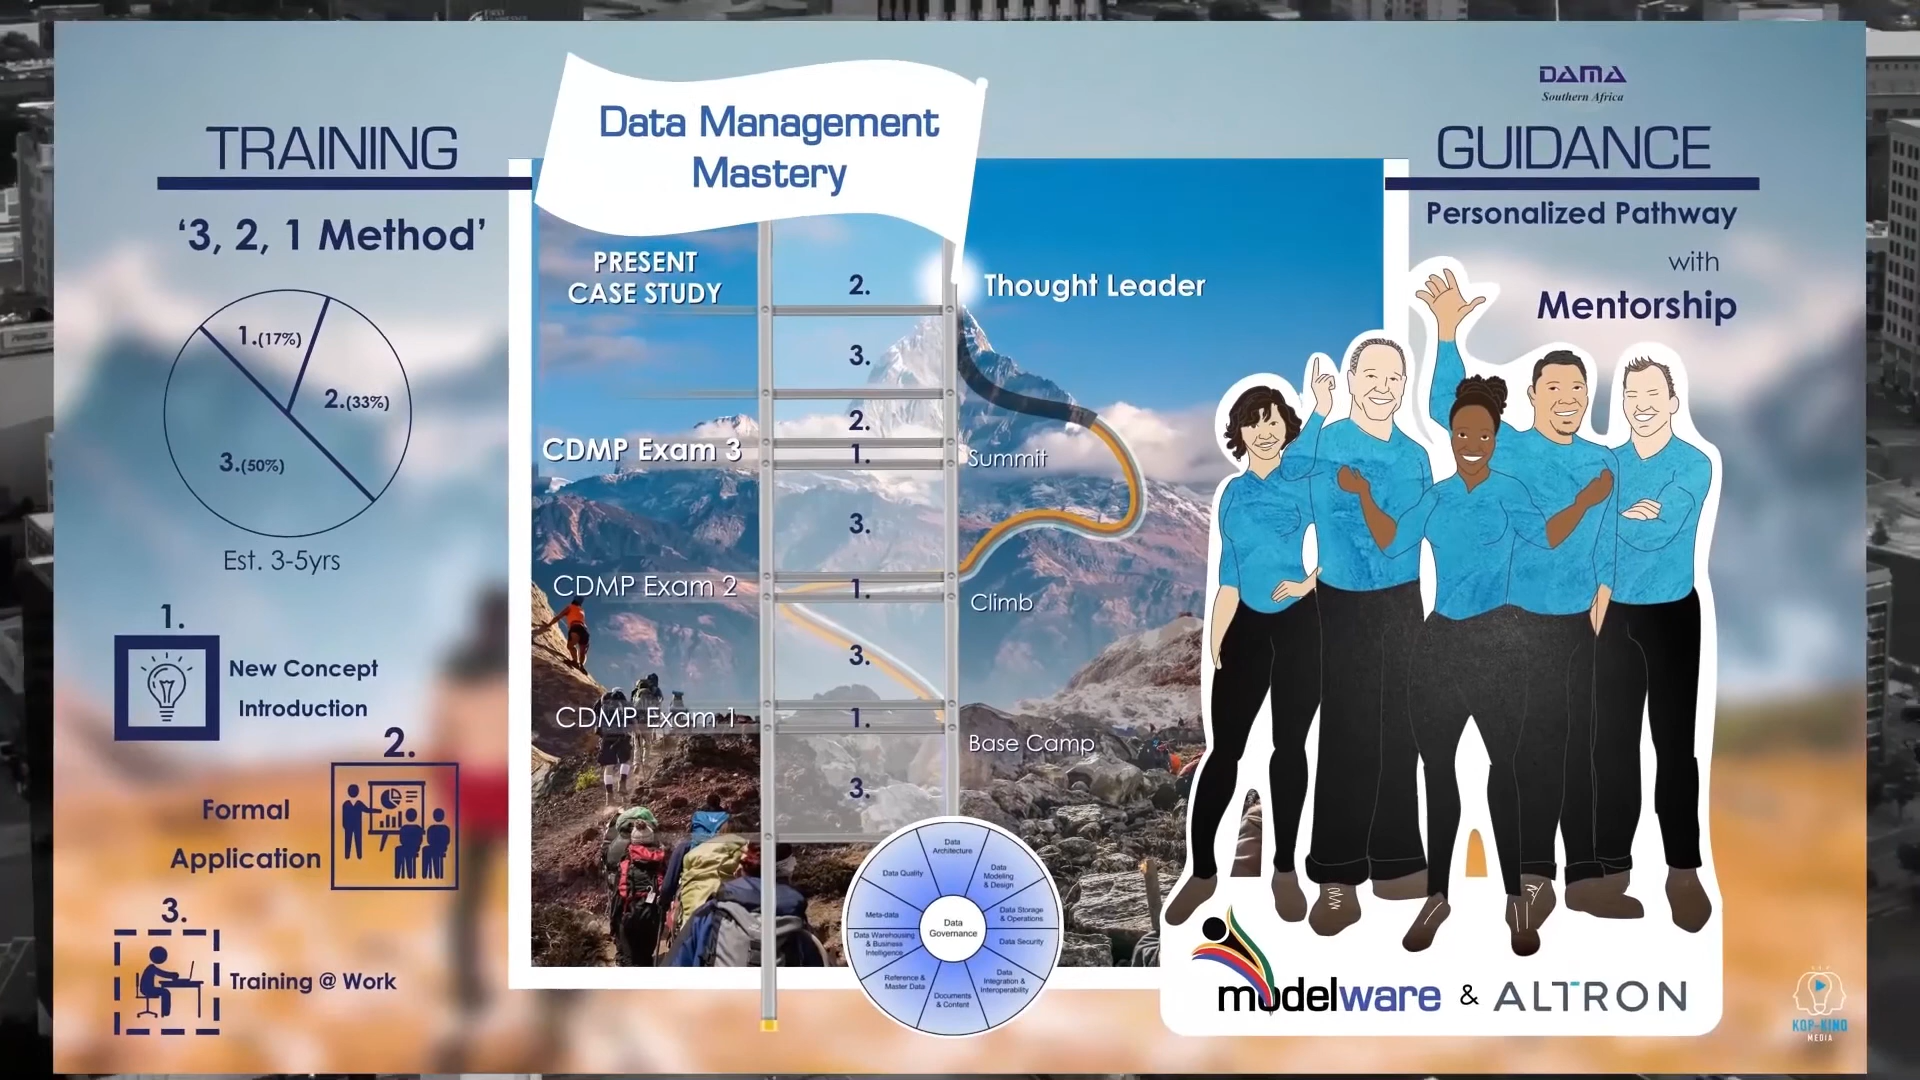 DAMA
Southern Africa
TRAINING
‘3, 2, 1 Method’
1.(17%)
2.(33%)
3.(50%)
Est. 3-5yrs
1.
New Concept
Introduction
2.
Formal
Application
3.
Training @ Work
Data Management
Mastery
PRESENT
CASE STUDY
2.
Thought Leader
3.
2.
CDMP Exam 3
1.
Summit
3.
CDMP Exam 2
1.
Climb
3.
CDMP Exam 1
1.
Base Camp
3.
Data
Architecture
Data
Modeling
& Design
Data Storage
& Operations
Data Security
Data
Integration &
Interoperability
Documents
& Content
Reference &
Master Data
Data Warehousing
& Business
Intelligence
Meta-data
Data Quality
Data
Governance
GUIDANCE
Personalized Pathway
with
Mentorship
modelware & ALTRON
KOP-KINO
MEDIA